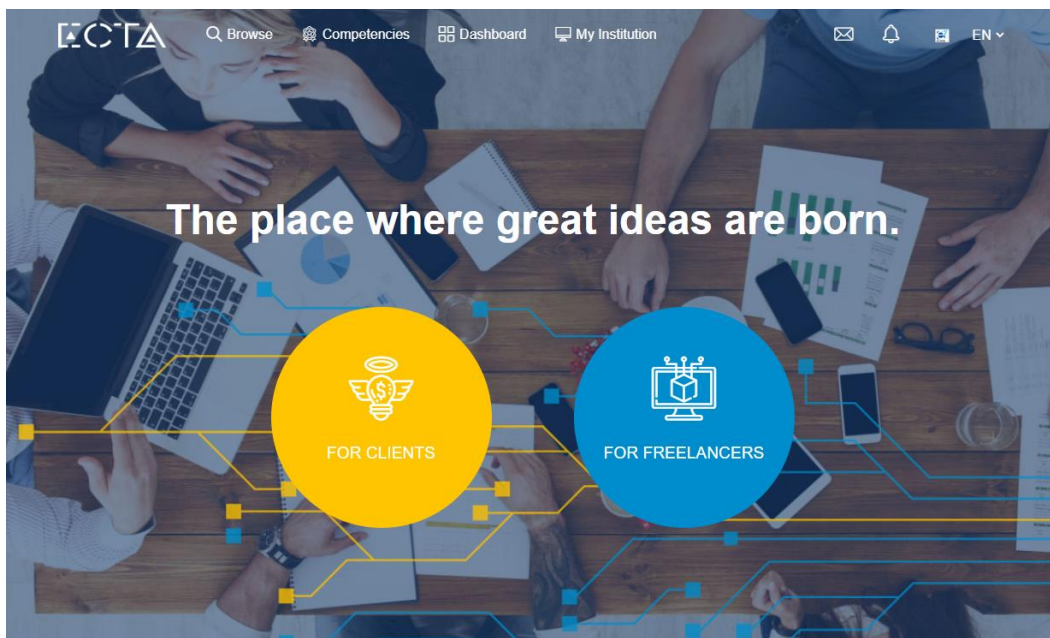 ECTA
Browse
Competencies
Dashboard
My Institution
EN
The place where great ideas are born.
FOR CLIENTS
FOR FREELANCERS